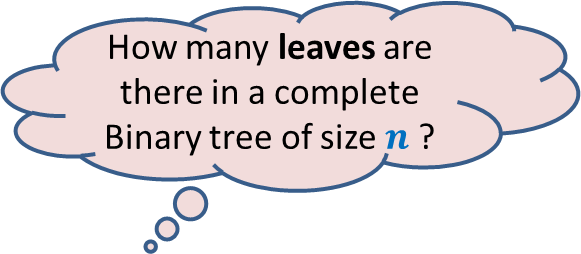 How many leaves are
there in a complete
Binary tree of size n ?